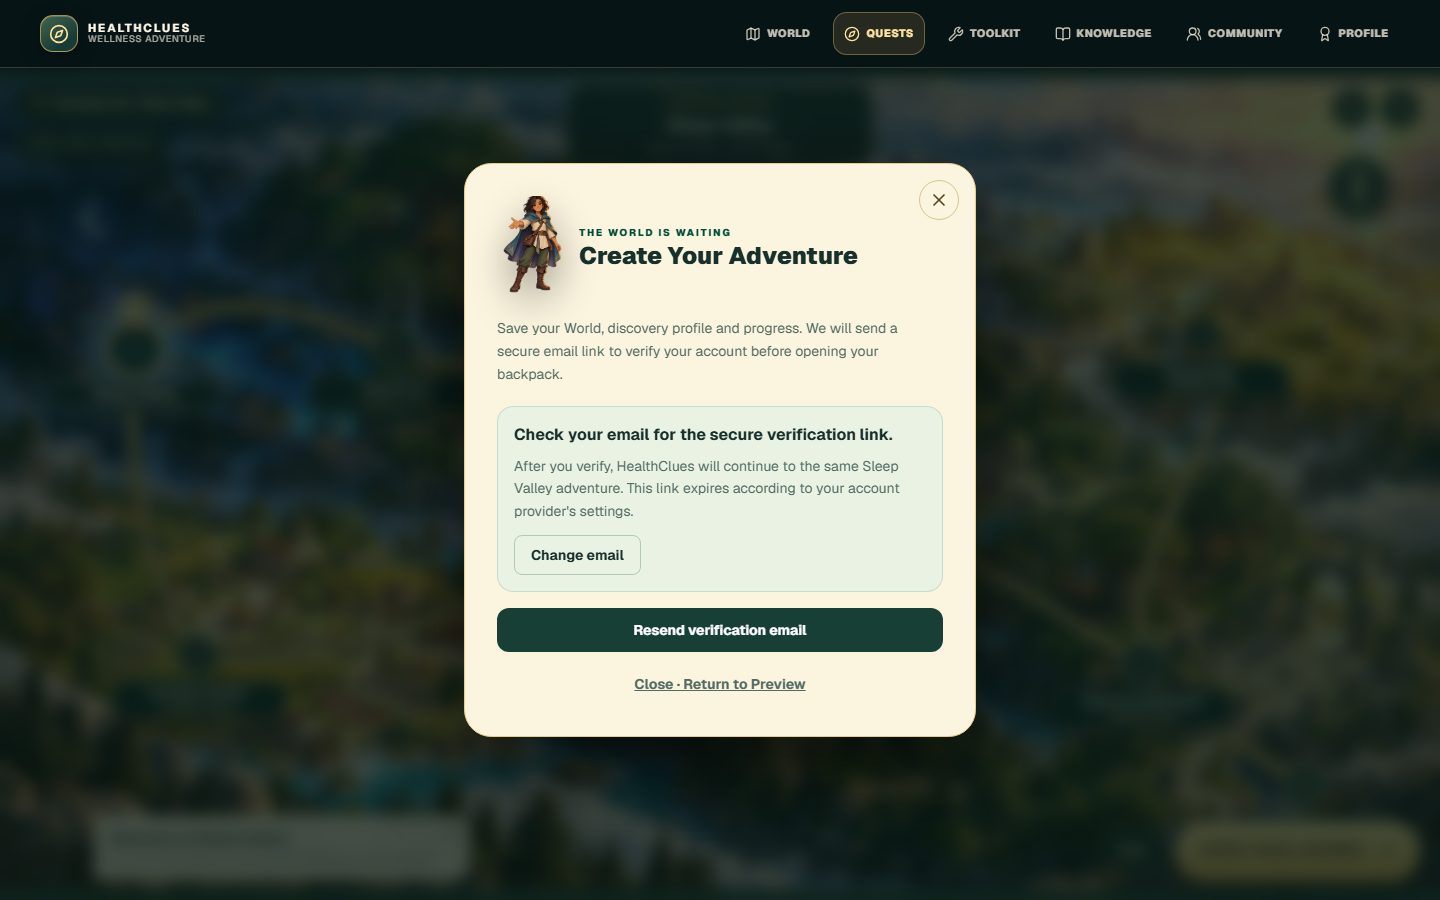 HEALTHCLUES
WELLNESS ADVENTURE
WORLD
QUESTS
TOOLKIT
KNOWLEDGE
COMMUNITY
PROFILE
THE WORLD IS WAITING
Create Your Adventure
Save your World, discovery profile and progress. We will send a
secure email link to verify your account before opening your
backpack.
Check your email for the secure verification link.
After you verify, HealthClues will continue to the same Sleep
Valley adventure. This link expires according to your account
provider's settings.
Change email
Resend verification email
Close · Return to Preview